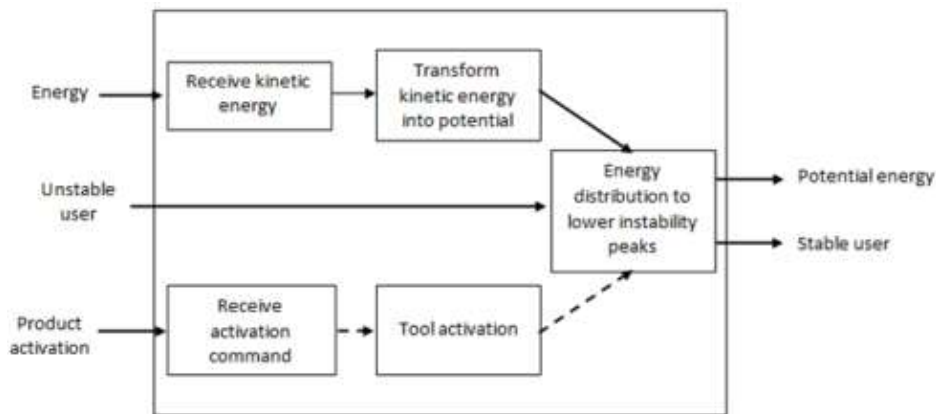 Energy
Receive kinetic
energy
Transform
kinetic energy
into potential
Unstable
user
Energy
distribution to
lower instability
peaks
Potential energy
Stable user
Product
activation
Receive
activation
command
Tool activation